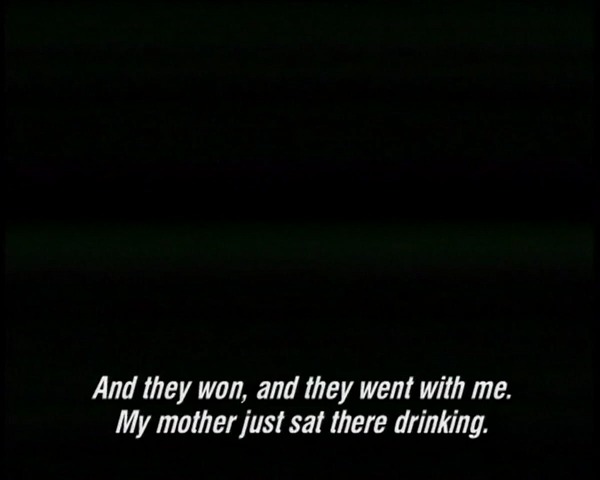 And they won, and they went with me.
My mother just sat there drinking.